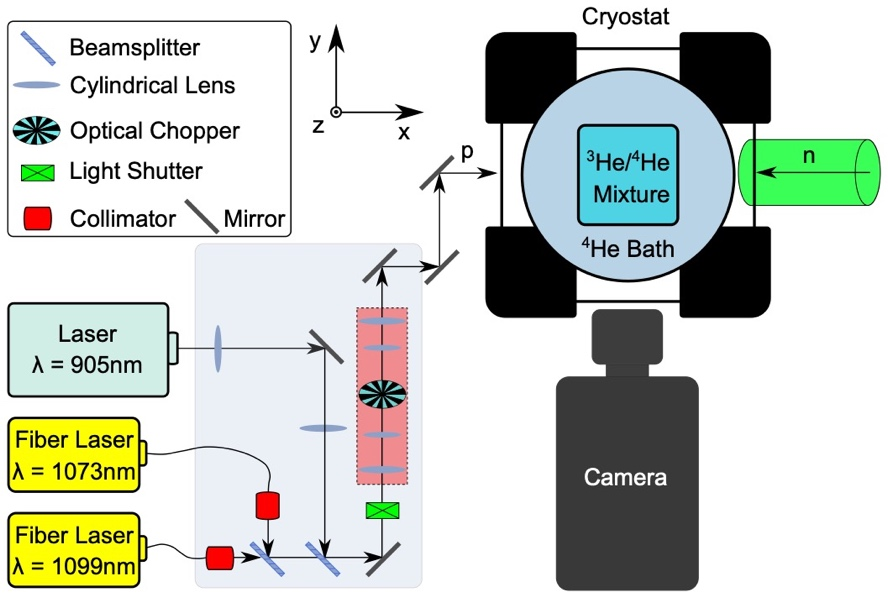 Beamsplitter
Cylindrical Lens
Optical Chopper
Light Shutter
Collimator
Mirror
y
z
x
p
Cryostat
³He/⁴He
Mixture
⁴He Bath
n
Laser
λ = 905nm
Fiber Laser
λ = 1073nm
Fiber Laser
λ = 1099nm
Camera